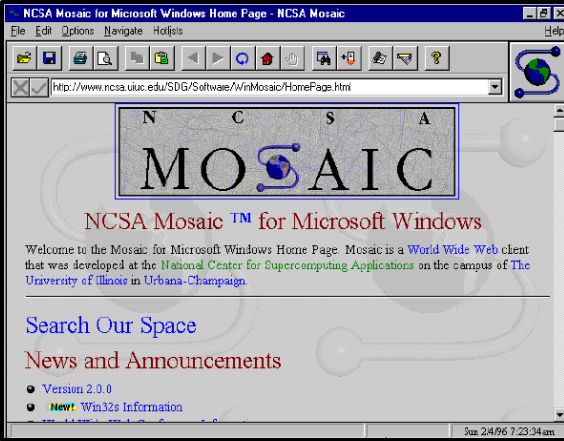 NCSA Mosaic for Microsoft Windows Home Page - NCSA Mosaic
File Edit Options Navigate Hotlists Help
http://www.ncsa.uiuc.edu/SDG/Software/WinMosaic/HomePage.html
N C S A
MOSAIC
NCSA Mosaic ™ for Microsoft Windows
Welcome to the Mosaic for Microsoft Windows Home Page. Mosaic is a World Wide Web client
that was developed at the National Center for Supercomputing Applications on the campus of The
University of Illinois in Urbana-Champaign.
Search Our Space
News and Announcements
Version 2.0.0
New! Win32s Information
Sun 2/4/96 7:23:34am